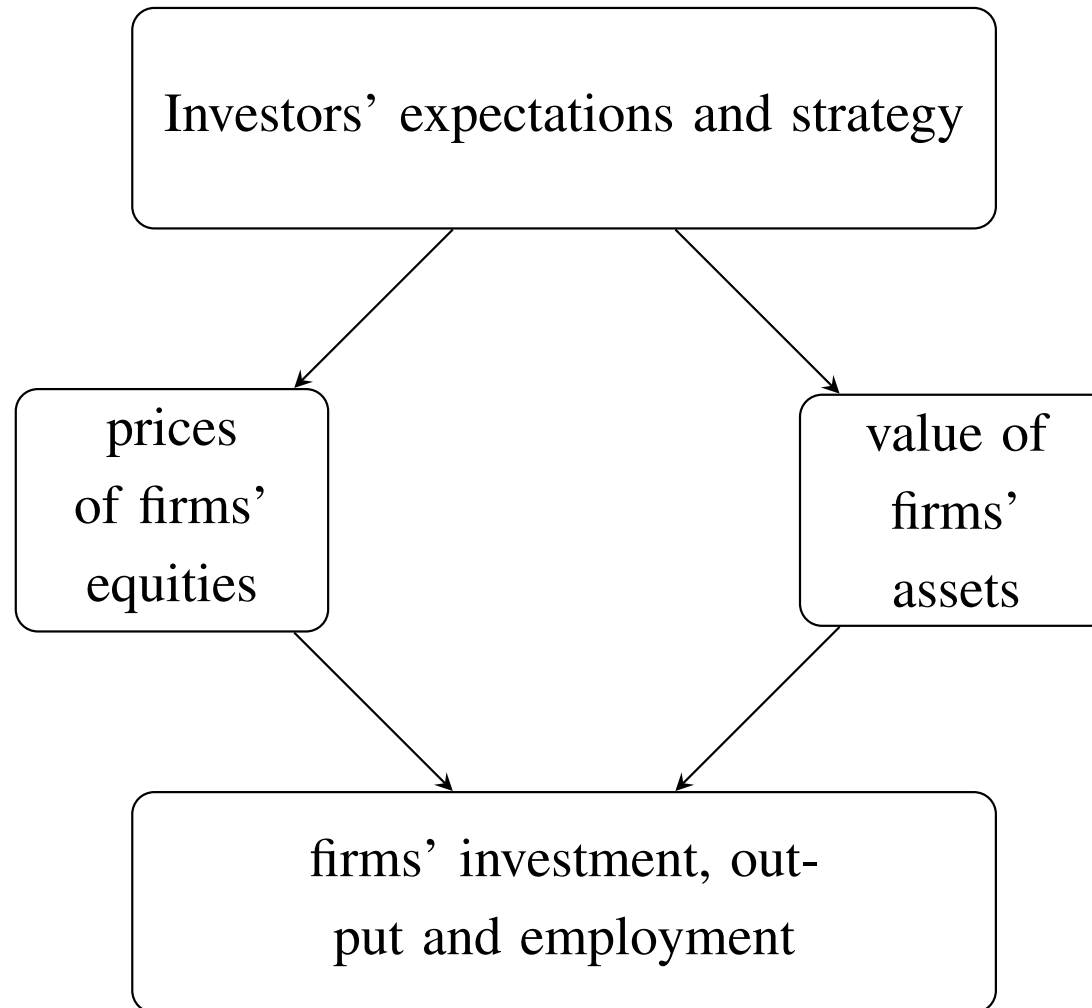 Investors’ expectations and strategy
prices
of firms’
equities
value of
firms’
assets
firms’ investment, out-
put and employment